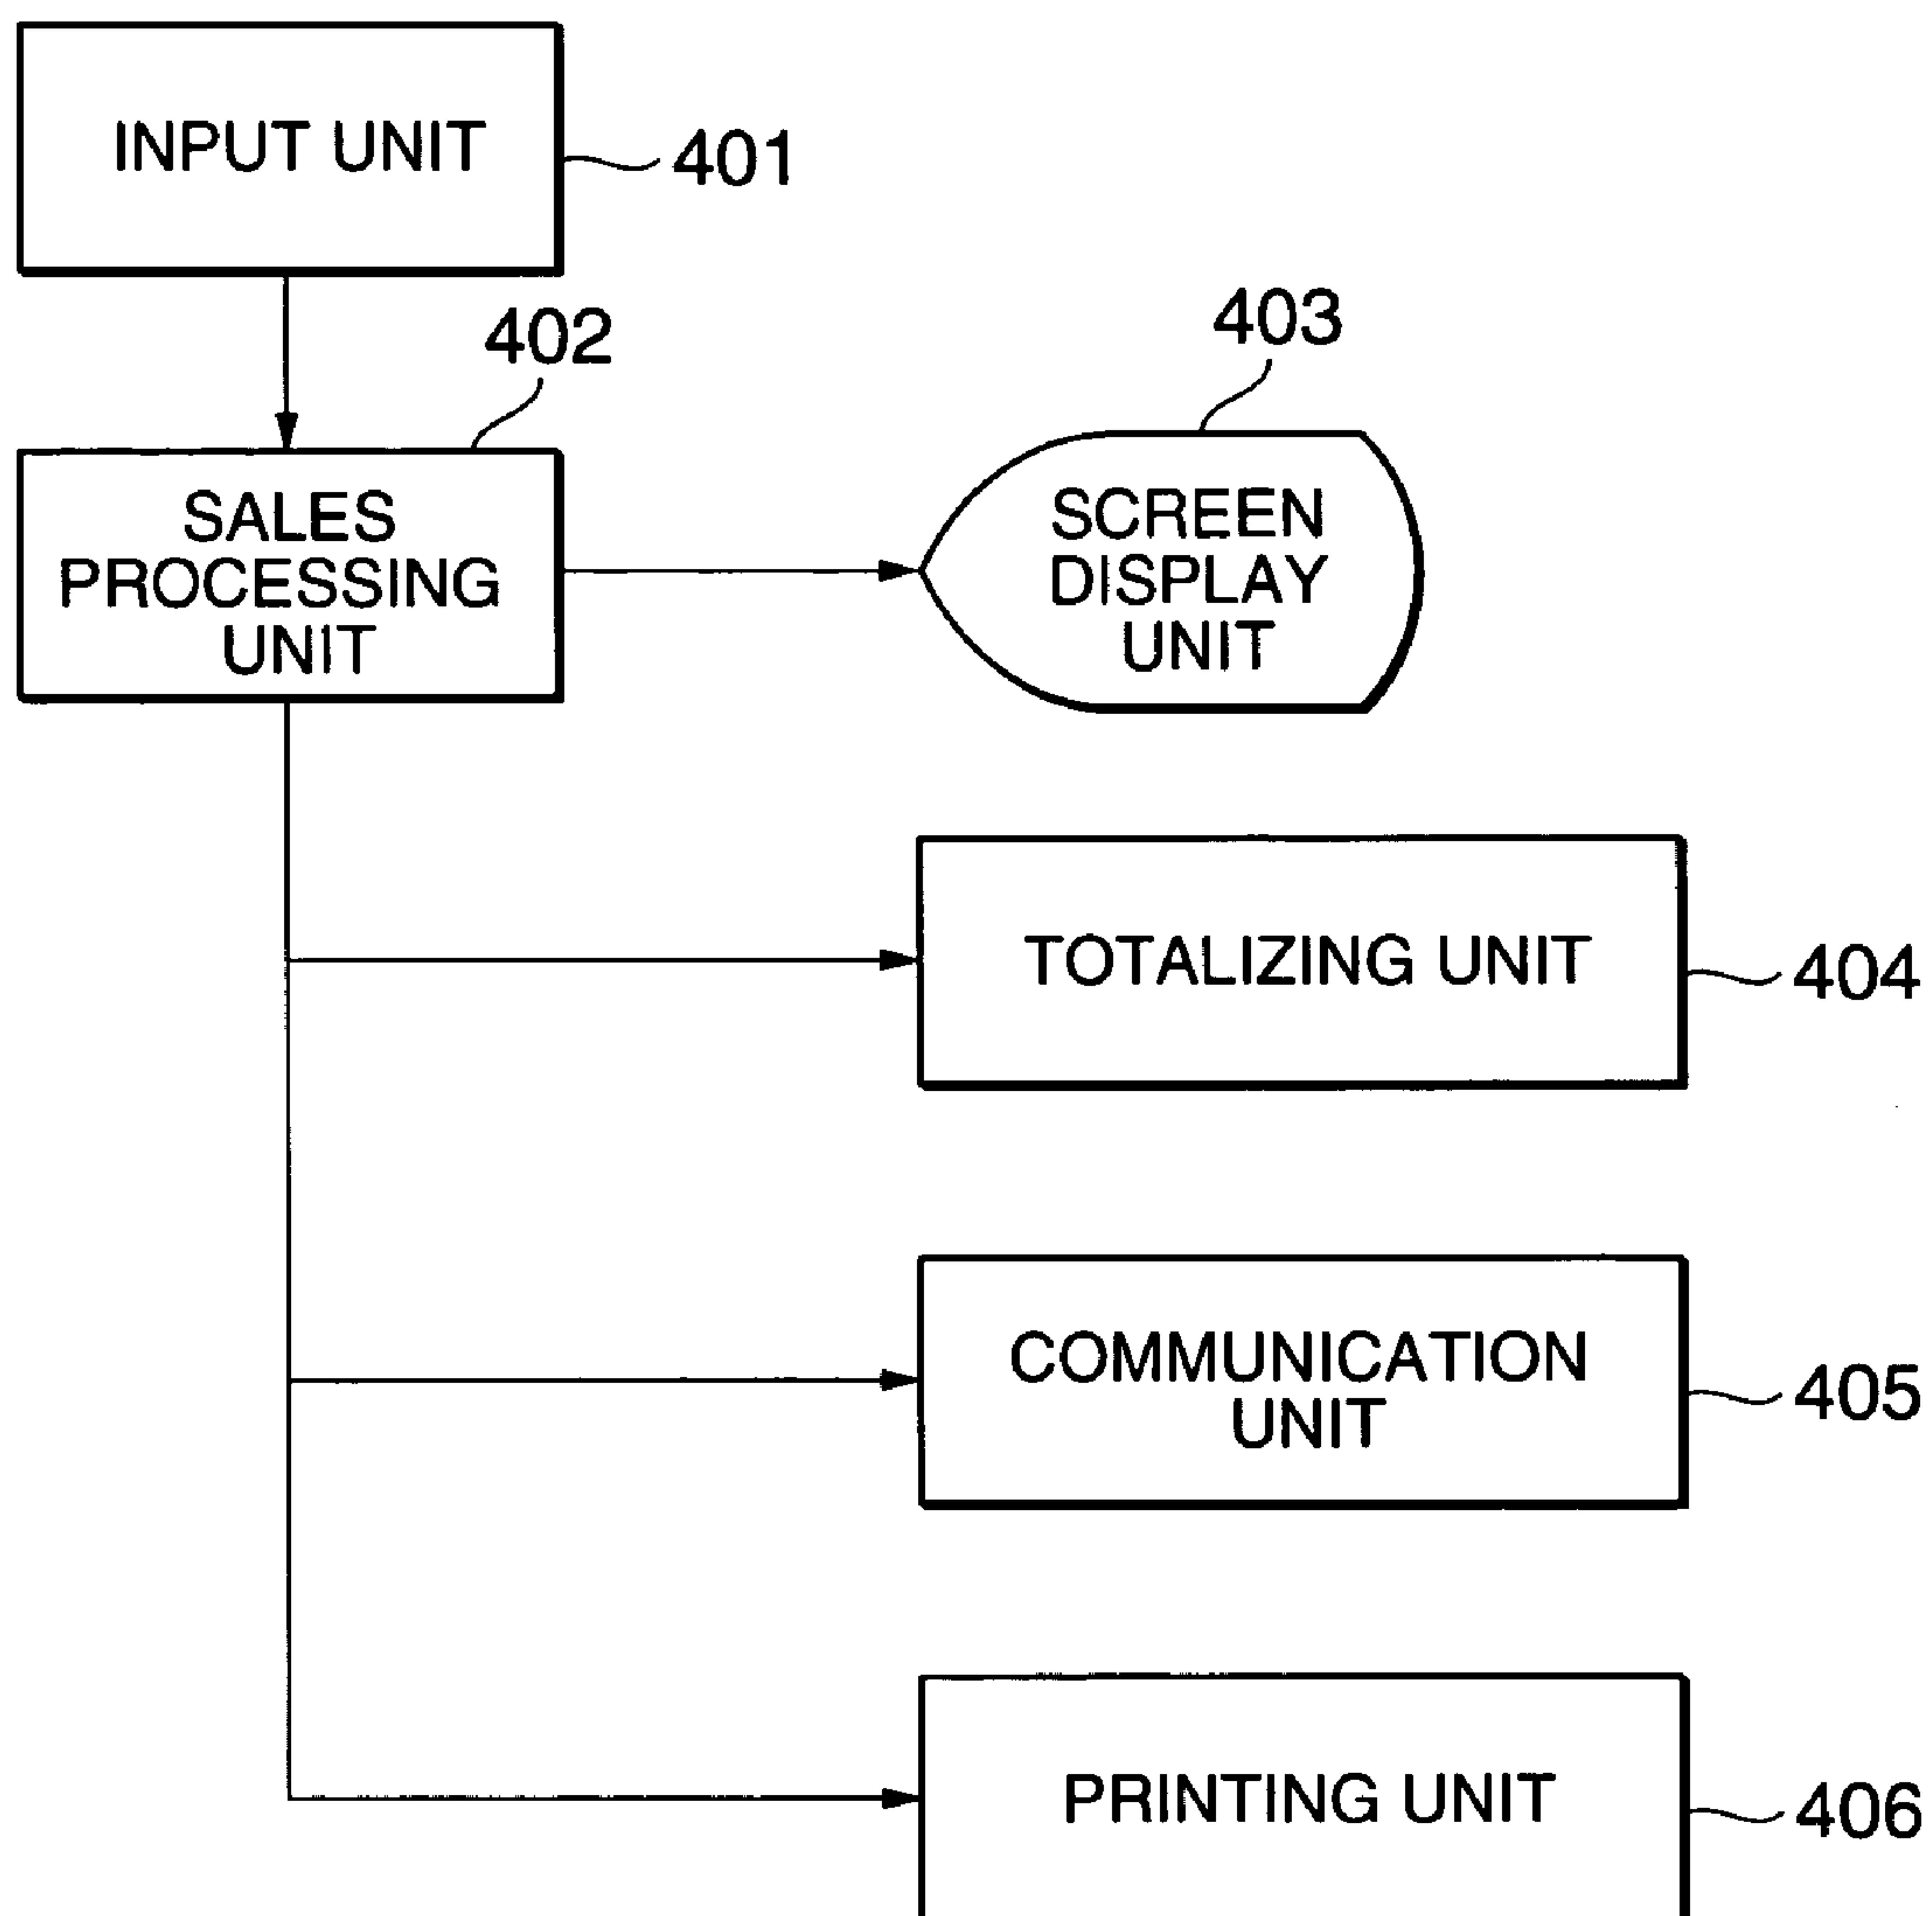 INPUT UNIT
401
402
403
SALES
PROCESSING
UNIT
SCREEN
DISPLAY
UNIT
TOTALIZING UNIT
404
COMMUNICATION
UNIT
405
PRINTING UNIT
406